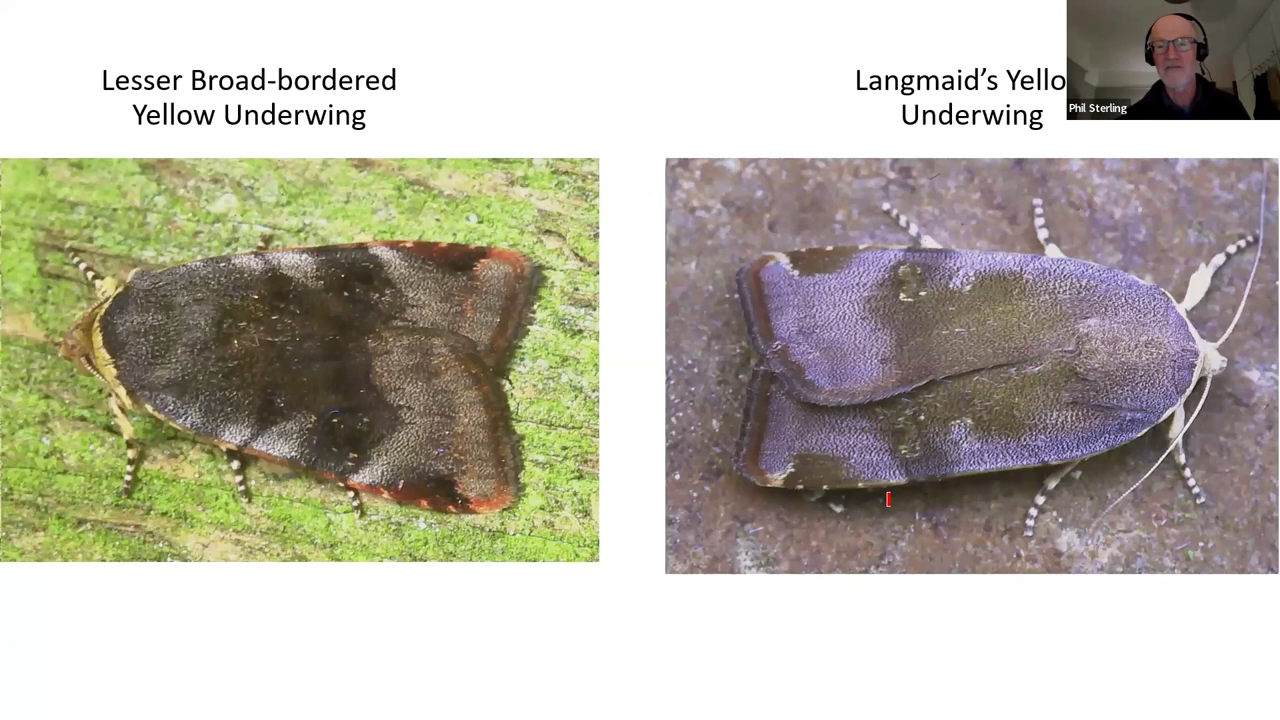 Lesser Broad-bordered
Yellow Underwing
Langmaid’s Yello
Underwing
Phil Sterling